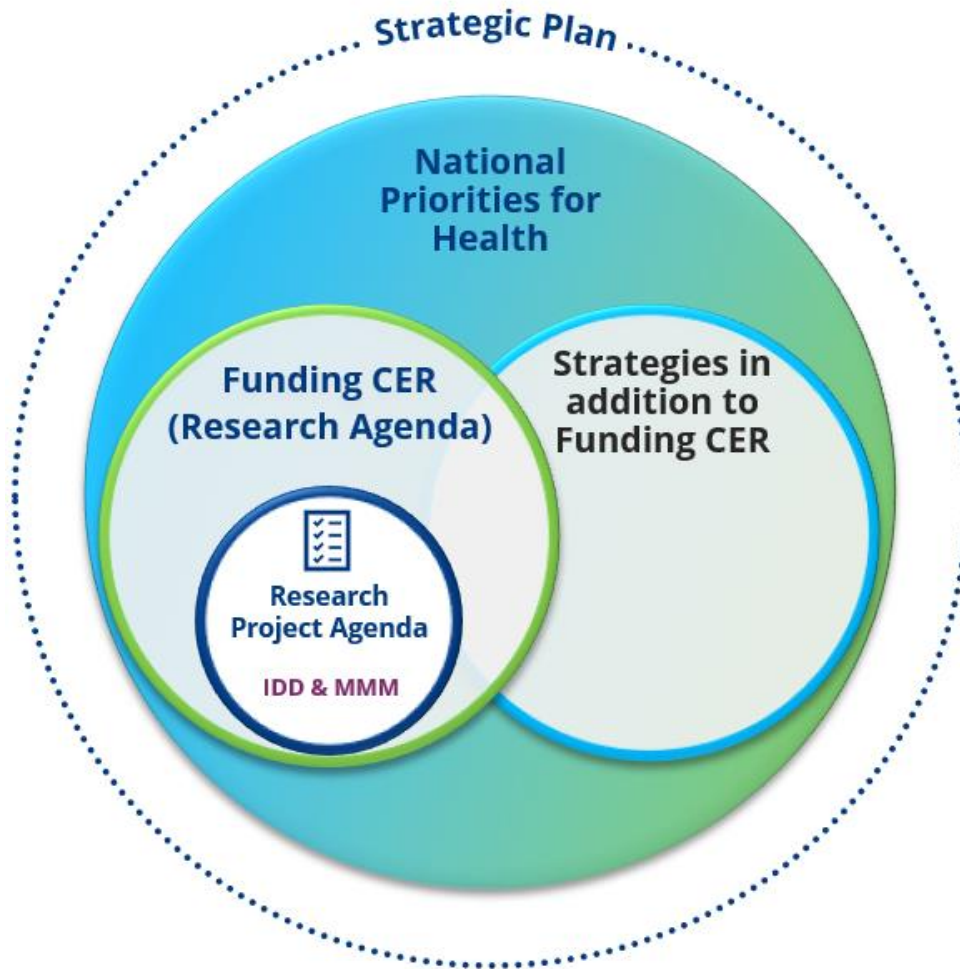 Strategic Plan
National
Priorities for
Health
Funding CER
(Research Agenda)
Strategies in
addition to
Funding CER
Research
Project Agenda
IDD & MMM